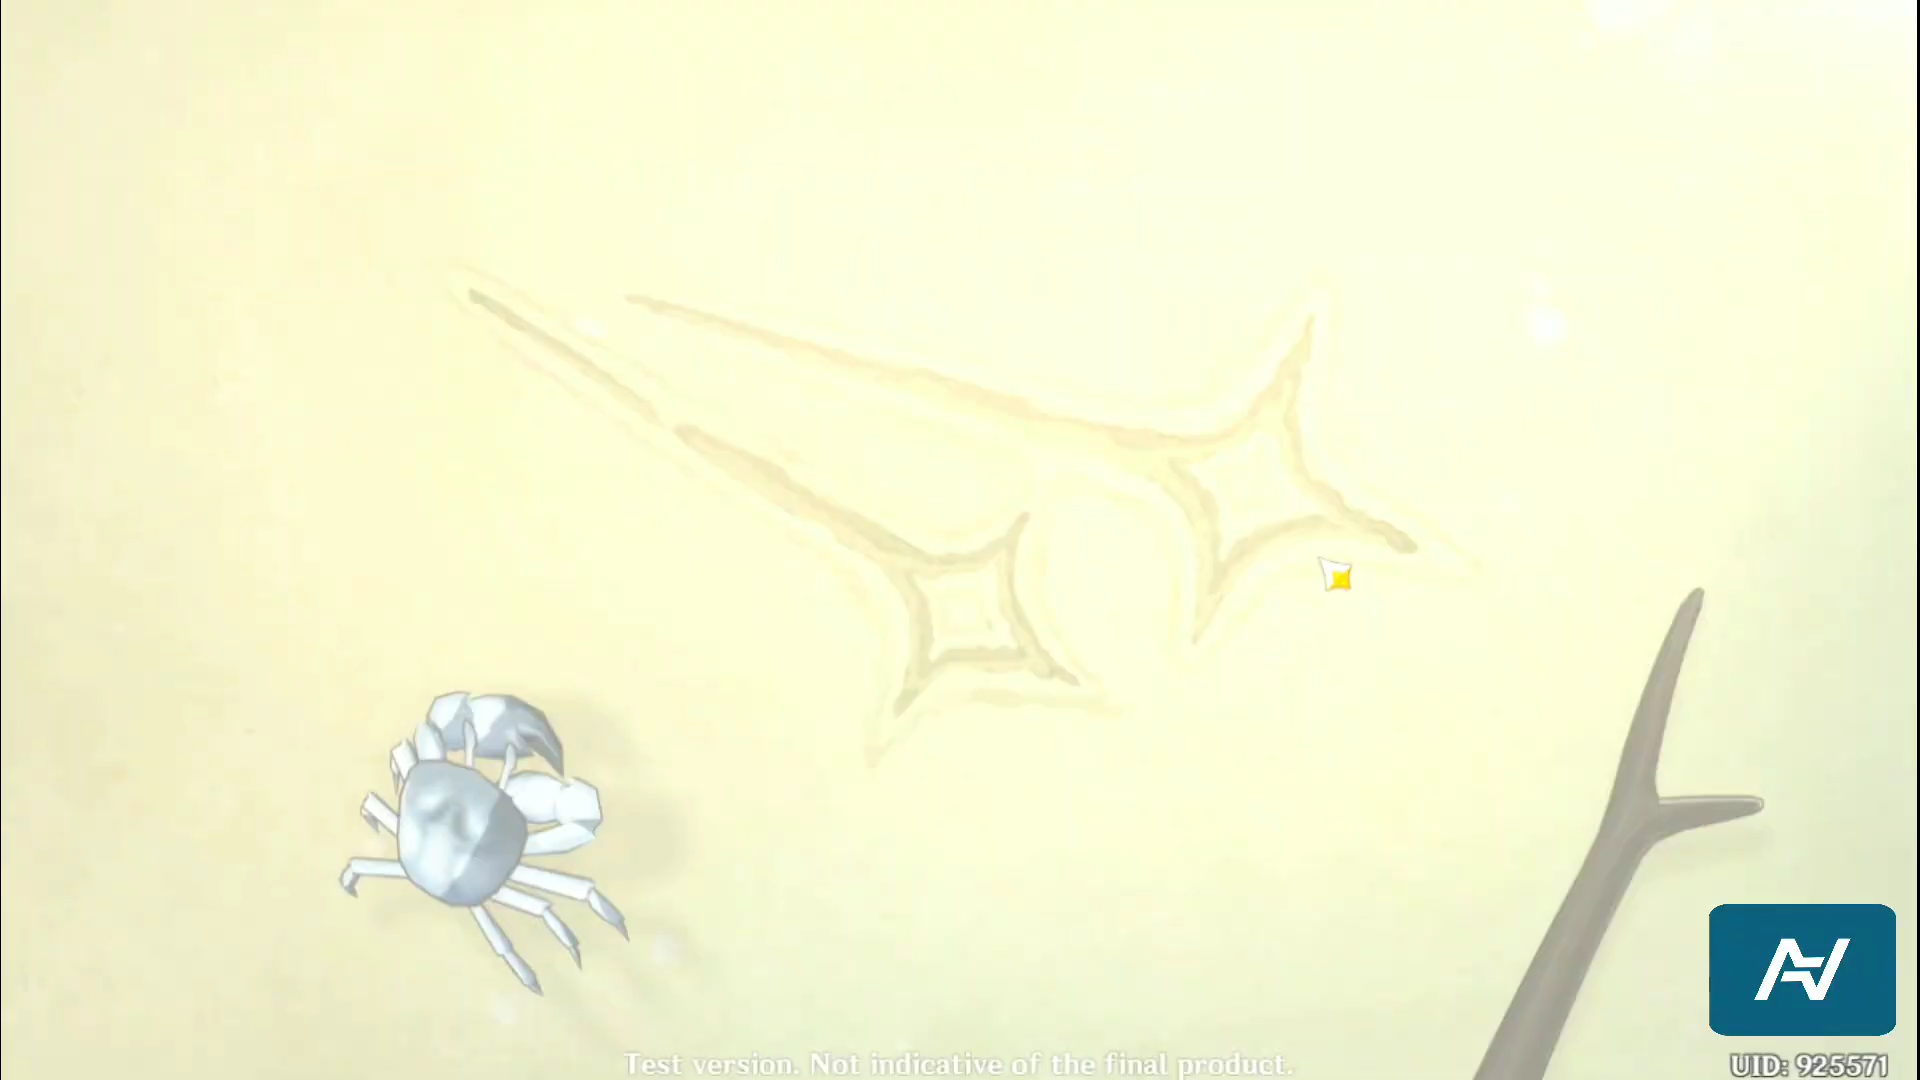 Test version. Not indicative of the final product.
UID: 925571